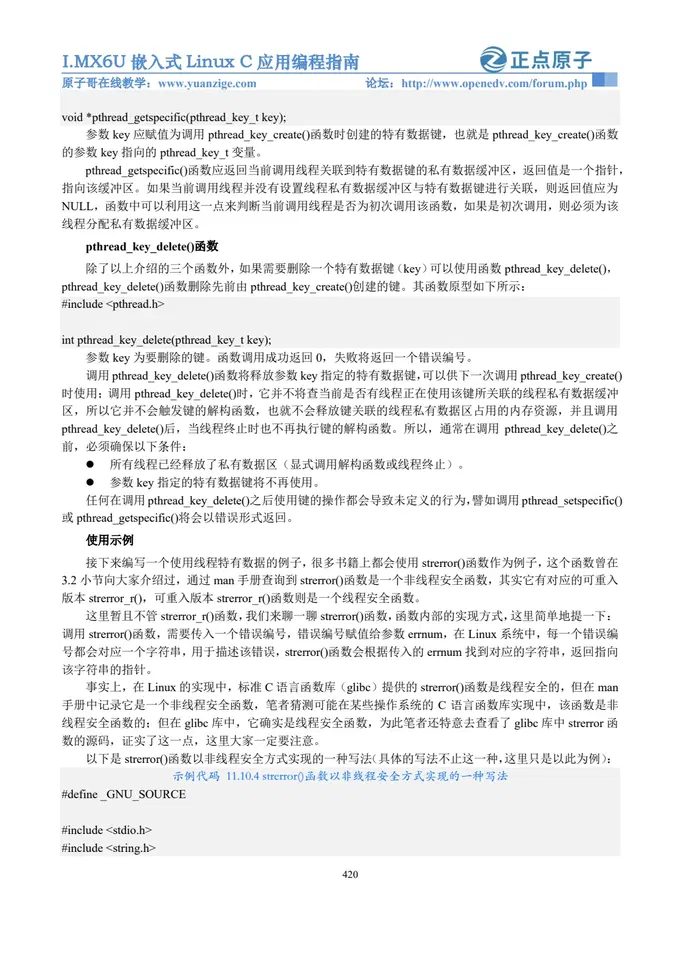 I.MX6U 嵌入式 Linux C 应用编程指南
正点原子
原子哥在线教学：www.yuanzige.com 论坛：http://www.openedv.com/forum.php
void *pthread_getspecific(pthread_key_t key);
参数 key 应赋值为调用 pthread_key_create()函数时创建的特有数据键，也就是 pthread_key_create()函数
的参数 key 指向的 pthread_key_t 变量。
pthread_getspecific()函数应返回当前调用线程关联到特有数据键的私有数据缓冲区，返回值是一个指针，
指向该缓冲区。如果当前调用线程并没有设置线程私有数据缓冲区与特有数据键进行关联，则返回值应为
NULL，函数中可以利用这一点来判断当前调用线程是否为初次调用该函数，如果是初次调用，则必须为该
线程分配私有数据缓冲区。
pthread_key_delete()函数
除了以上介绍的三个函数外，如果需要删除一个特有数据键（key）可以使用函数 pthread_key_delete()，
pthread_key_delete()函数删除先前由 pthread_key_create()创建的键。其函数原型如下所示：
#include <pthread.h>
int pthread_key_delete(pthread_key_t key);
参数 key 为要删除的键。函数调用成功返回 0，失败将返回一个错误编号。
调用 pthread_key_delete()函数将释放参数 key 指定的特有数据键，可以供下一次调用 pthread_key_create()
时使用；调用 pthread_key_delete()时，它并不将查当前是否有线程正在使用该键所关联的线程私有数据缓冲
区，所以它并不会触发键的解构函数，也就不会释放键关联的线程私有数据区占用的内存资源，并且调用
pthread_key_delete()后，当线程终止时也不再执行键的解构函数。所以，通常在调用 pthread_key_delete()之
前，必须确保以下条件：
● 所有线程已经释放了私有数据区（显式调用解构函数或线程终止）。
● 参数 key 指定的特有数据键将不再使用。
任何在调用 pthread_key_delete()之后使用键的操作都会导致未定义的行为，譬如调用 pthread_setspecific()
或 pthread_getspecific()将会以错误形式返回。
使用示例
接下来编写一个使用线程特有数据的例子，很多书籍上都会使用 strerror()函数作为例子，这个函数曾在
3.2 小节向大家介绍过，通过 man 手册查询到 strerror()函数是一个非线程安全函数，其实它有对应的可重入
版本 strerror_r()，可重入版本 strerror_r()函数则是一个线程安全函数。
这里暂且不管 strerror_r()函数，我们来聊一聊 strerror()函数，函数内部的实现方式，这里简单地提一下：
调用 strerror()函数，需要传入一个错误编号，错误编号赋值给参数 errnum，在 Linux 系统中，每一个错误编
号都会对应一个字符串，用于描述该错误，strerror()函数会根据传入的 errnum 找到对应的字符串，返回指向
该字符串的指针。
事实上，在 Linux 的实现中，标准 C 语言函数库（glibc）提供的 strerror()函数是线程安全的，但在 man
手册中记录它是一个非线程安全函数，笔者猜测可能在某些操作系统的 C 语言函数库实现中，该函数是非
线程安全函数的；但在 glibc 库中，它确实是线程安全函数，为此笔者还特意去查看了 glibc 库中 strerror 函
数的源码，证实了这一点，这里大家一定要注意。
以下是 strerror()函数以非线程安全方式实现的一种写法（具体的写法不止这一种，这里只是以此为例）：
示例代码 11.10.4 strerror()函数以非线程安全方式实现的一种写法
#define _GNU_SOURCE
#include <stdio.h>
#include <string.h>
420